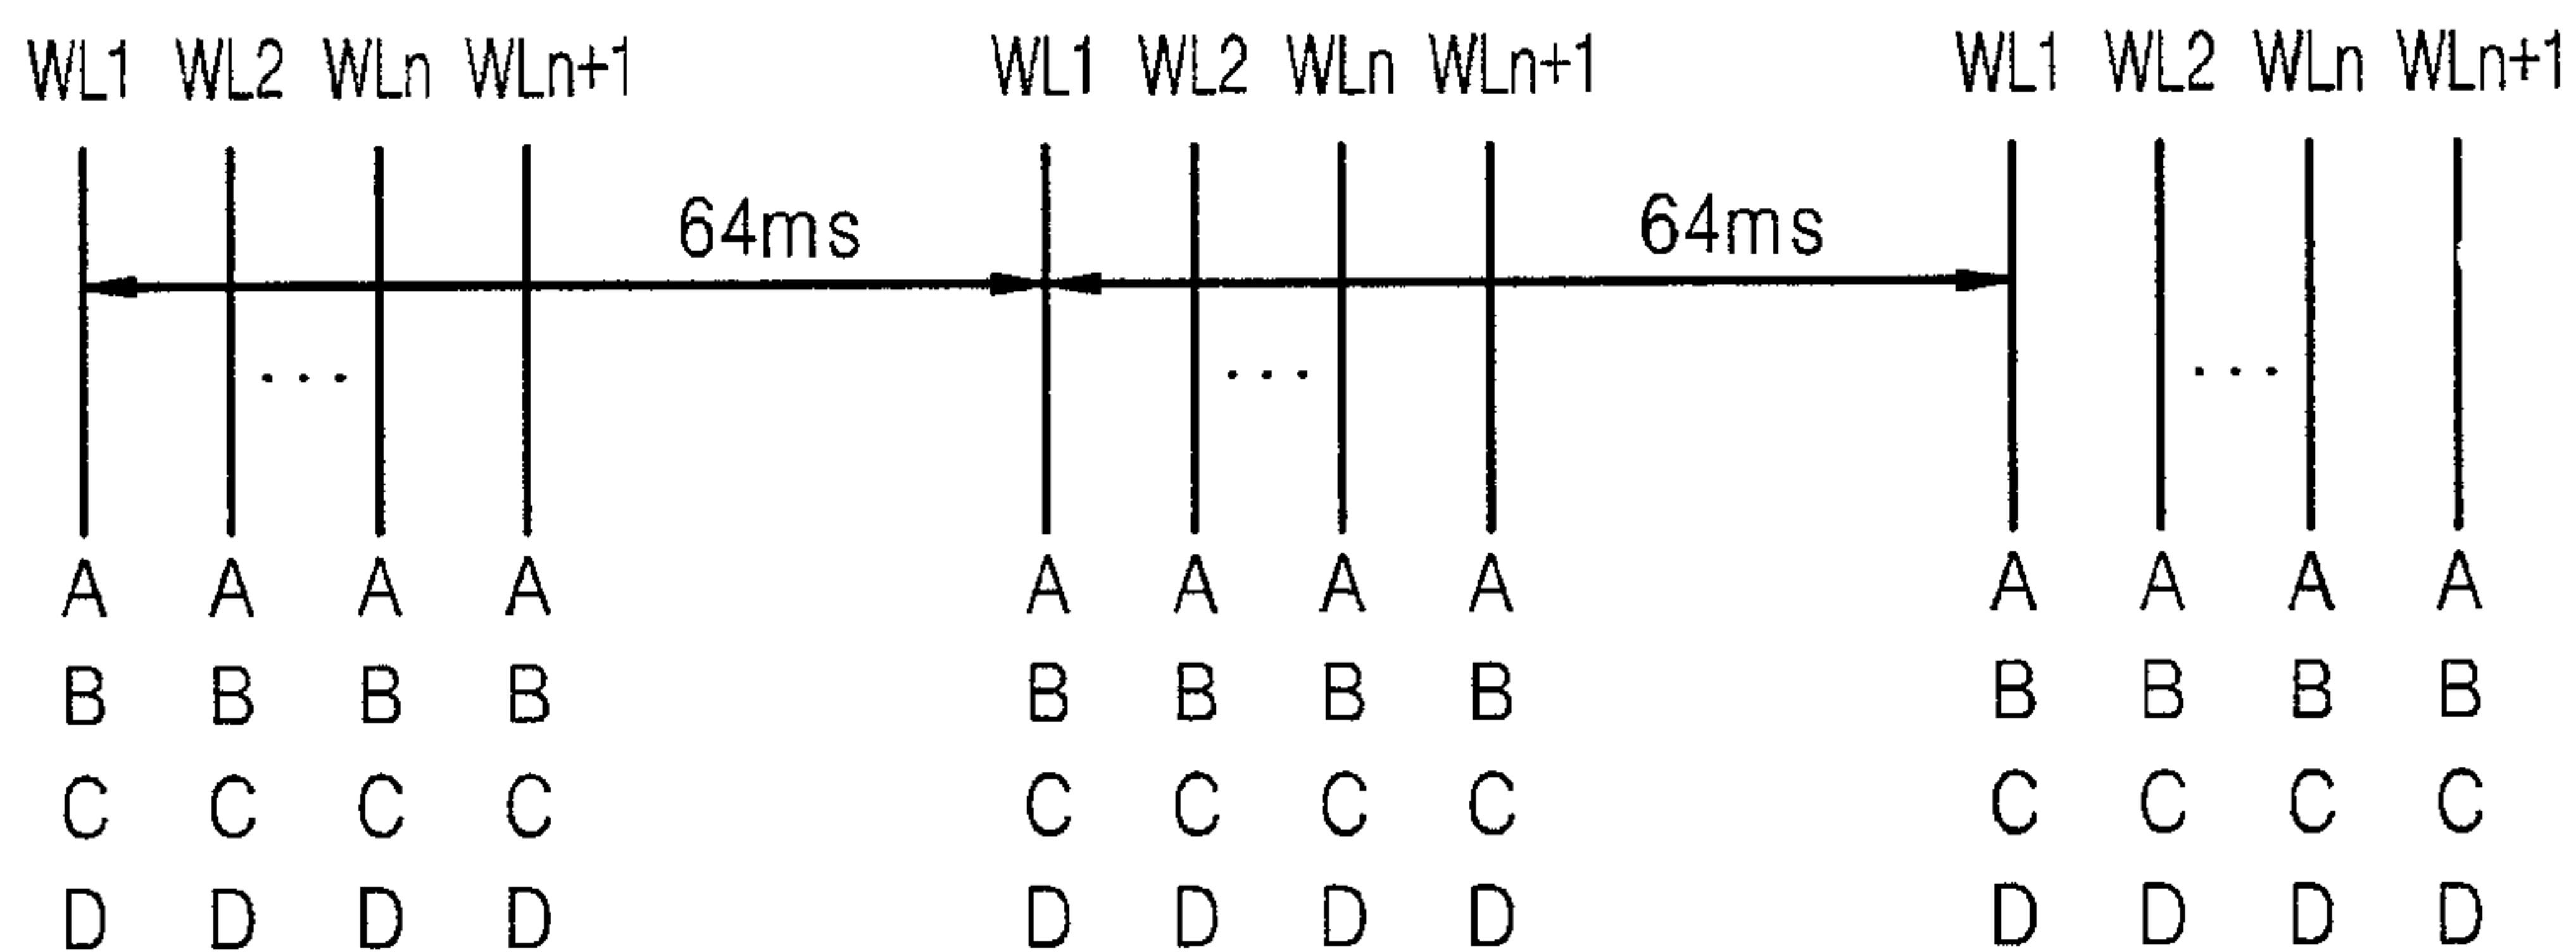 WL1 WL2 WLn WLn+1 WL1 WL2 WLn WLn+1 WL1 WL2 WLn WLn+1
64ms 64ms
... ... ...
A A A A A A A A A A A A
B B B B B B B B B B B B
C C C C C C C C C C C C
D D D D D D D D D D D D